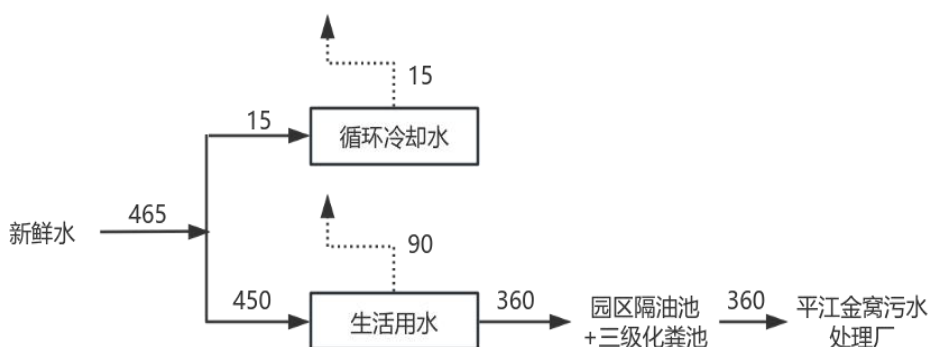 15
15
循环冷却水
新鲜水
465
90
450
生活用水
360
园区隔油池
+三级化粪池
360
平江金窝污水
处理厂